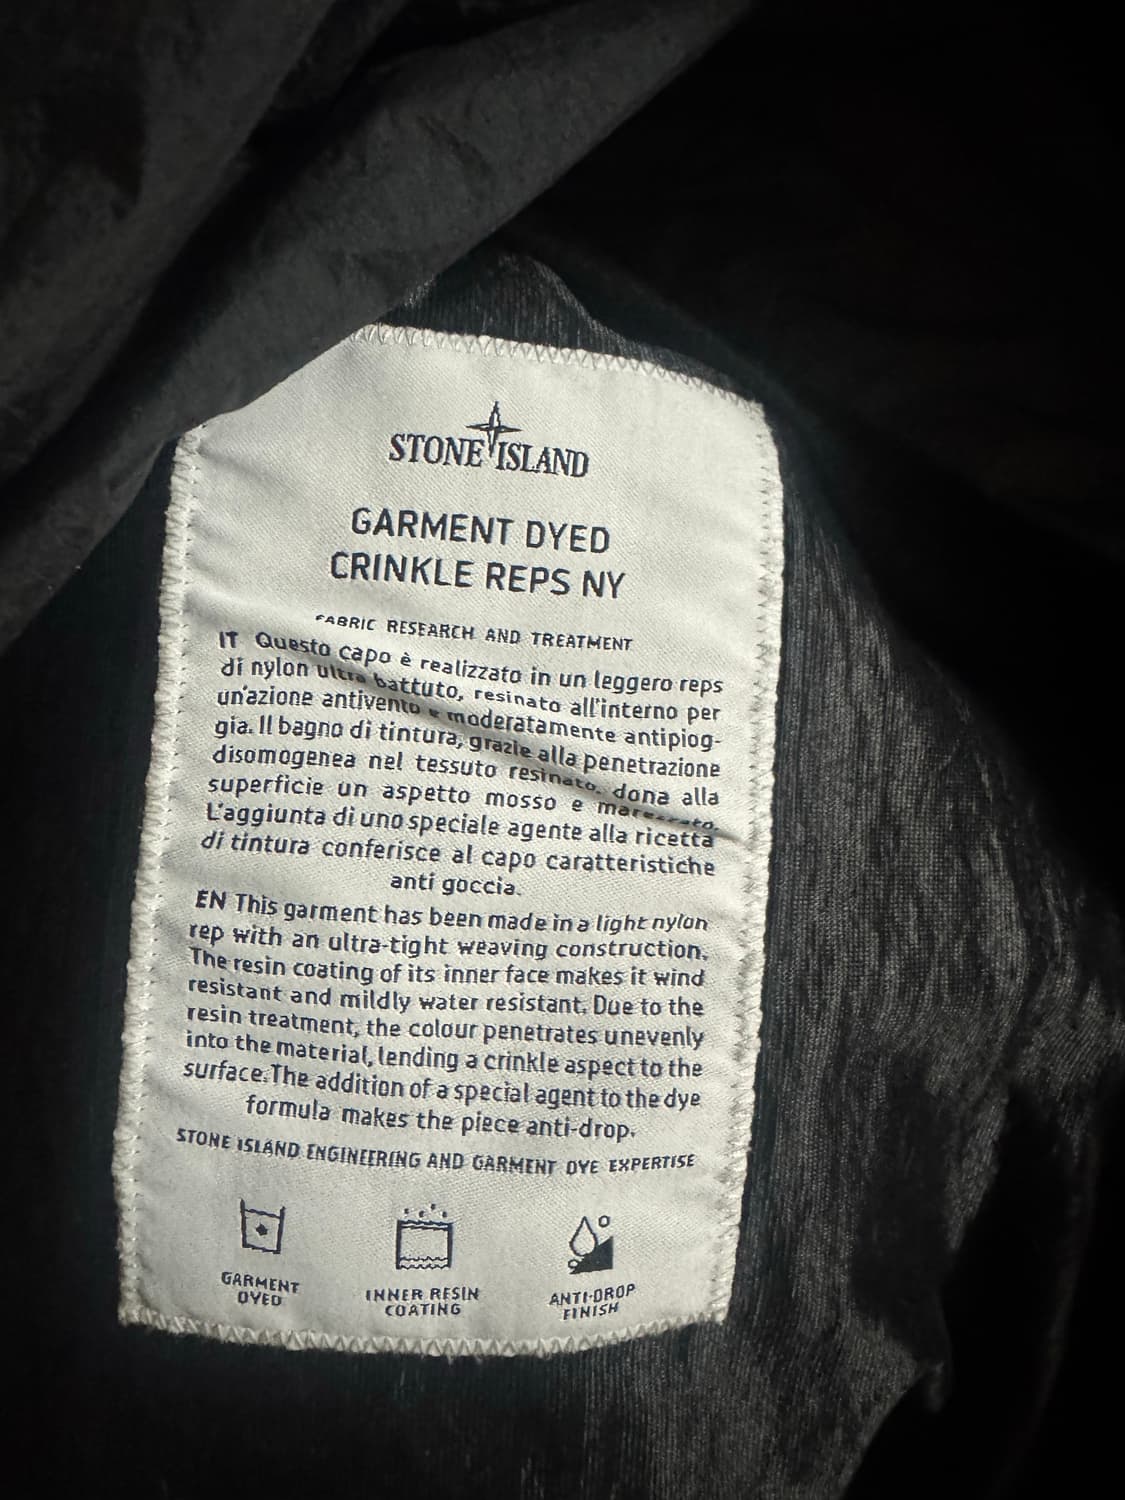 STONE ISLAND
GARMENT DYED
CRINKLE REPS NY
FABRIC RESEARCH AND TREATMENT
IT Questo capo è realizzato in un leggero reps
di nylon ultra battuto, resinato all'interno per
un'azione antivento e moderatamente antipiog-
gia. Il bagno di tintura, grazie alla penetrazione
disomogenea nel tessuto resinato, dona alla
superficie un aspetto mosso e marezzato.
L'aggiunta di uno speciale agente alla ricetta
di tintura conferisce al capo caratteristiche
anti goccia.
EN This garment has been made in a light nylon
rep with an ultra-tight weaving construction.
The resin coating of its inner face makes it wind
resistant and mildly water resistant. Due to the
resin treatment, the colour penetrates unevenly
into the material, lending a crinkle aspect to the
surface. The addition of a special agent to the dye
formula makes the piece anti-drop.
STONE ISLAND ENGINEERING AND GARMENT DYE EXPERTISE
GARMENT
DYED
INNER RESIN
COATING
ANTI-DROP
FINISH